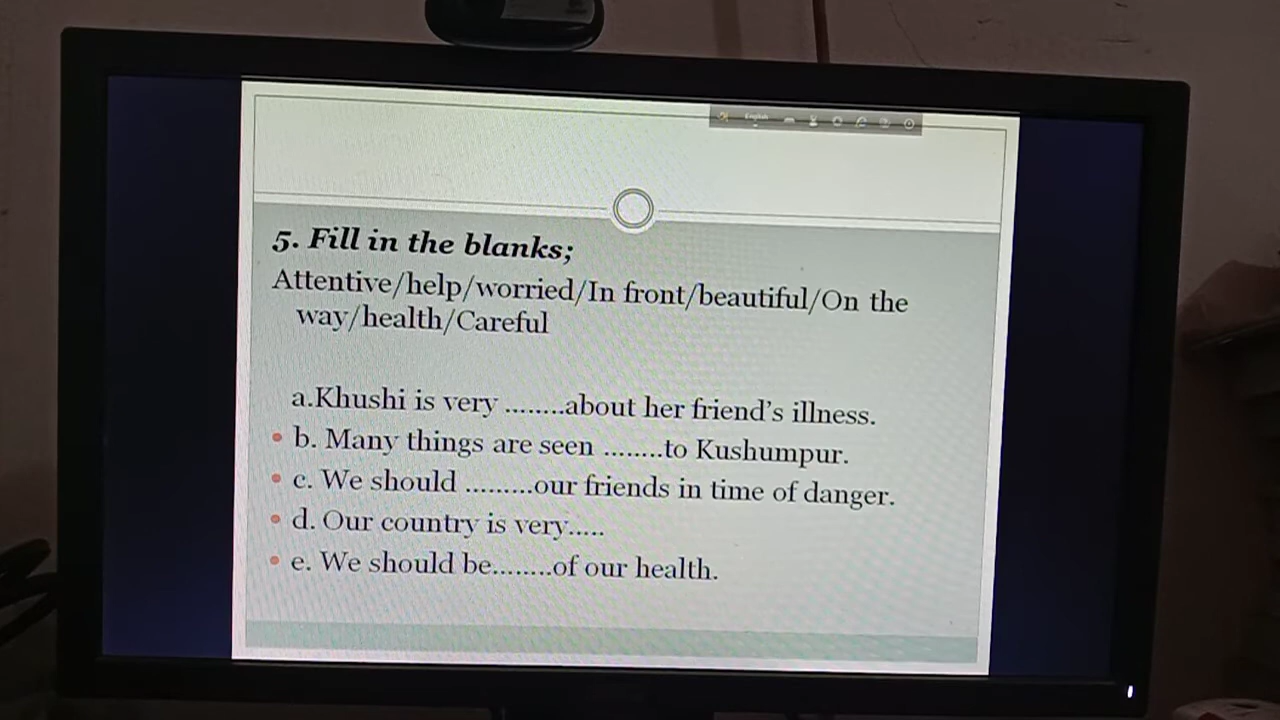 English
5. Fill in the blanks;
Attentive/help/worried/In front/beautiful/On the
way/health/Careful
a.Khushi is very ........about her friend's illness.
b. Many things are seen ........to Kushumpur.
c. We should .........our friends in time of danger.
d. Our country is very.....
e. We should be........of our health.